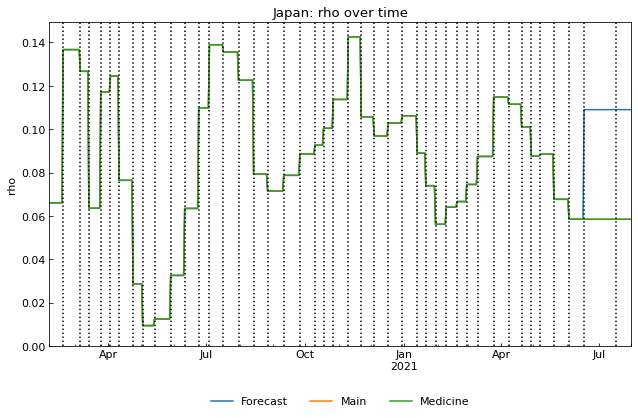 Japan: rho over time
rho
0.14
0.12
0.10
0.08
0.06
0.04
0.02
0.00
Apr Jul Oct Jan Apr Jul
2021
Forecast Main Medicine